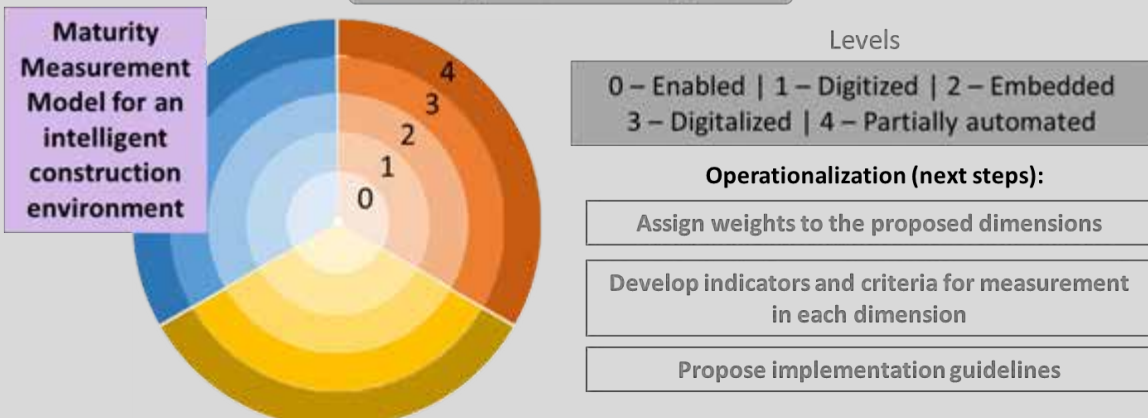 Maturity
Measurement
Model for an
intelligent
construction
environment
4
3
2
1
0
Levels
0 – Enabled | 1 – Digitized | 2 – Embedded
3 – Digitalized | 4 – Partially automated
Operationalization (next steps):
Assign weights to the proposed dimensions
Develop indicators and criteria for measurement
in each dimension
Propose implementation guidelines